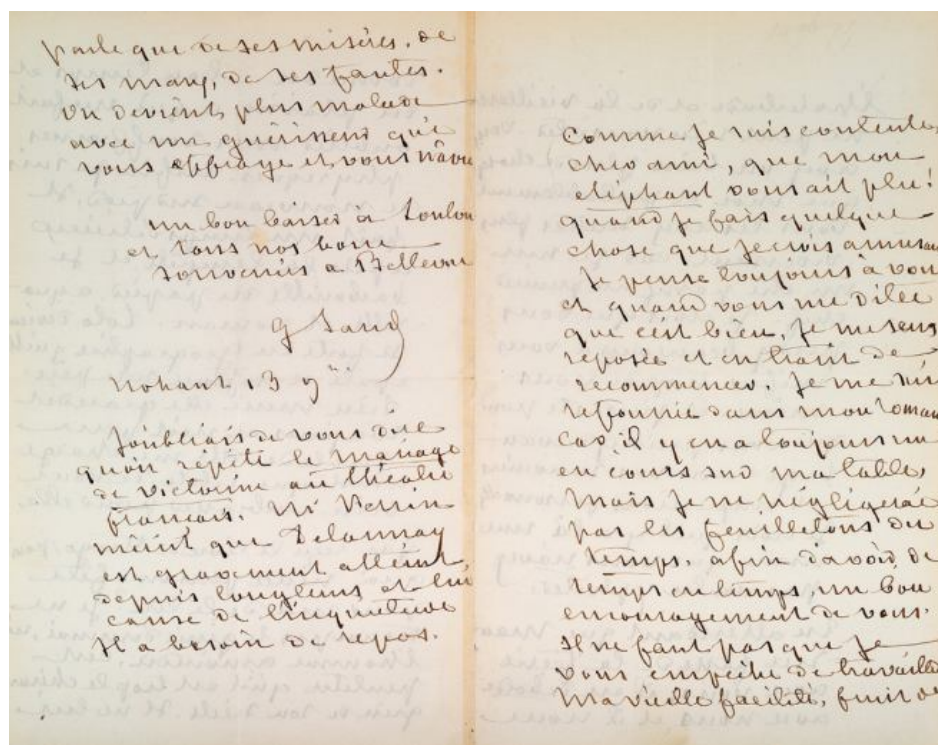 parle que de ses misères, de
ses maux, de ses fautes.
on devient plus malade
avec un guérisseur qui
vous effraye et vous navre
un bon baiser à Loulou
et tous nos bons
souvenirs à Bellevue
G Sand
Nohant 13
J'oubliais de vous dire
qu'on répète le mariage
de Victorine au théâtre
français. Mr Perrin
m'écrit que Delaunay
est gravement atteint
depuis longtems et lui
cause de l'inquiétude
Il a besoin de repos.
Comme je suis contente,
cher ami, que mon
éléphant vous ait plu!
quand je fais quelque
chose que je crois amusant
je pense toujours à vous
et quand vous me dites
que c'est bien, je me sens
reposée et en train de
recommencer. Je me suis
refourrée dans mon roman
car il y en a toujours un
en cours sur ma table,
mais je ne négligerai
pas les feuilletons du
temps, afin d'avoir de
temps en temps, un bon
encouragement de vous.
Il ne faut pas que je
vous empêche de travailler
Ma vieille facilité, fruit de